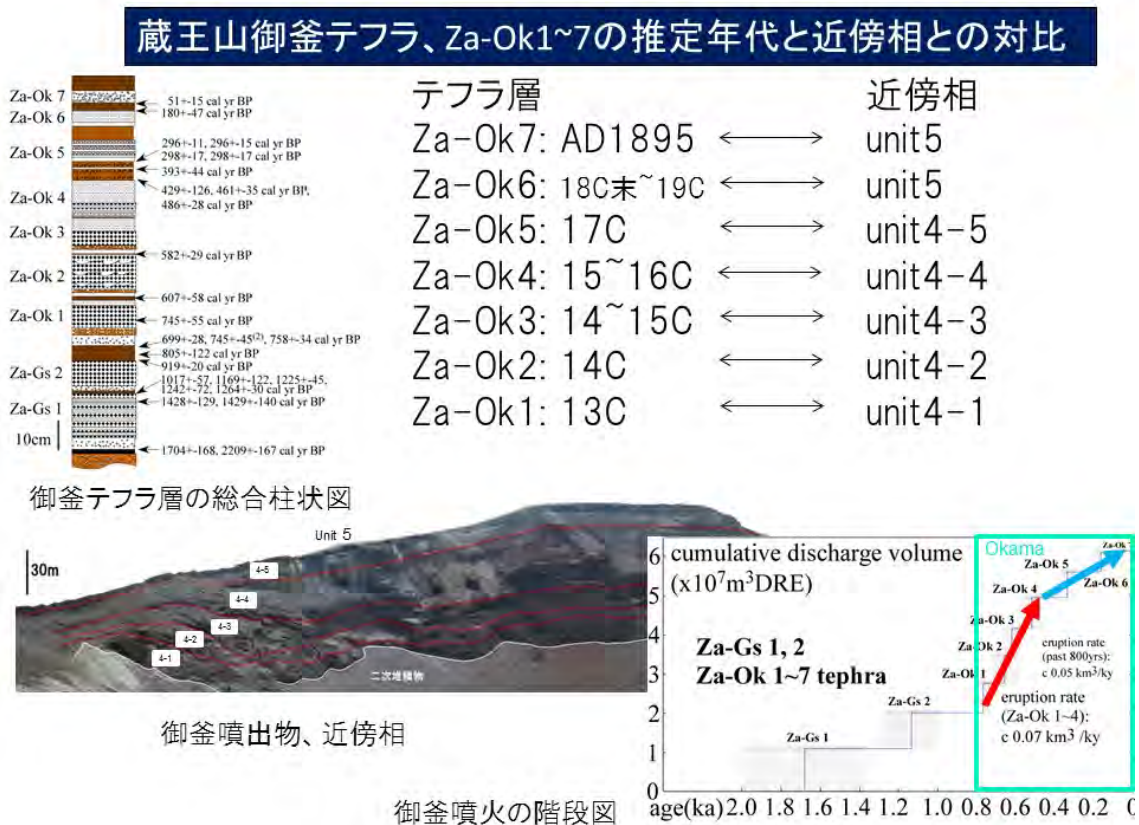 蔵王山御釜テフラ、Za-Ok1~7の推定年代と近傍相との対比
Za-Ok 7
Za-Ok 6
Za-Ok 5
Za-Ok 4
Za-Ok 3
Za-Ok 2
Za-Ok 1
Za-Gs 2
Za-Gs 1
10cm
51+-15 cal yr BP
180+-47 cal yr BP
296+-11, 296+-15 cal yr BP
298+-17, 298+-17 cal yr BP
393+-44 cal yr BP
429+-126, 461+-35 cal yr BP,
486+-28 cal yr BP
582+-29 cal yr BP
607+-58 cal yr BP
745+-55 cal yr BP
699+-28, 745+-45(2), 758+-34 cal yr BP
805+-122 cal yr BP
919+-20 cal yr BP
1017+-57, 1169+-122, 1225+-45,
1242+-72, 1264+-30 cal yr BP
1428+-129, 1429+-140 cal yr BP
1704+-168, 2209+-167 cal yr BP
御釜テフラ層の総合柱状図
テフラ層 近傍相
Za-Ok7: AD1895 ←→ unit5
Za-Ok6: 18C末~19C ←→ unit5
Za-Ok5: 17C ←→ unit4-5
Za-Ok4: 15~16C ←→ unit4-4
Za-Ok3: 14~15C ←→ unit4-3
Za-Ok2: 14C ←→ unit4-2
Za-Ok1: 13C ←→ unit4-1
Unit 5
30m
4-5
4-4
4-3
4-2
4-1
二次堆積物
御釜噴出物、近傍相
cumulative discharge volume
(x10⁷m³DRE)
Okama
Za-Ok 7
Za-Ok 5
Za-Ok 6
Za-Ok 4
Za-Ok 3
Za-Ok 2
Za-Ok 1
Za-Gs 2
Za-Gs 1
Za-Gs 1, 2
Za-Ok 1~7 tephra
eruption rate
(past 800yrs):
c 0.05 km³/ky
eruption rate
(Za-Ok 1~4):
c 0.07 km³ /ky
6
5
4
3
2
1
0
age(ka) 2.0 1.8 1.6 1.4 1.2 1.0 0.8 0.6 0.4 0.2 0
御釜噴火の階段図